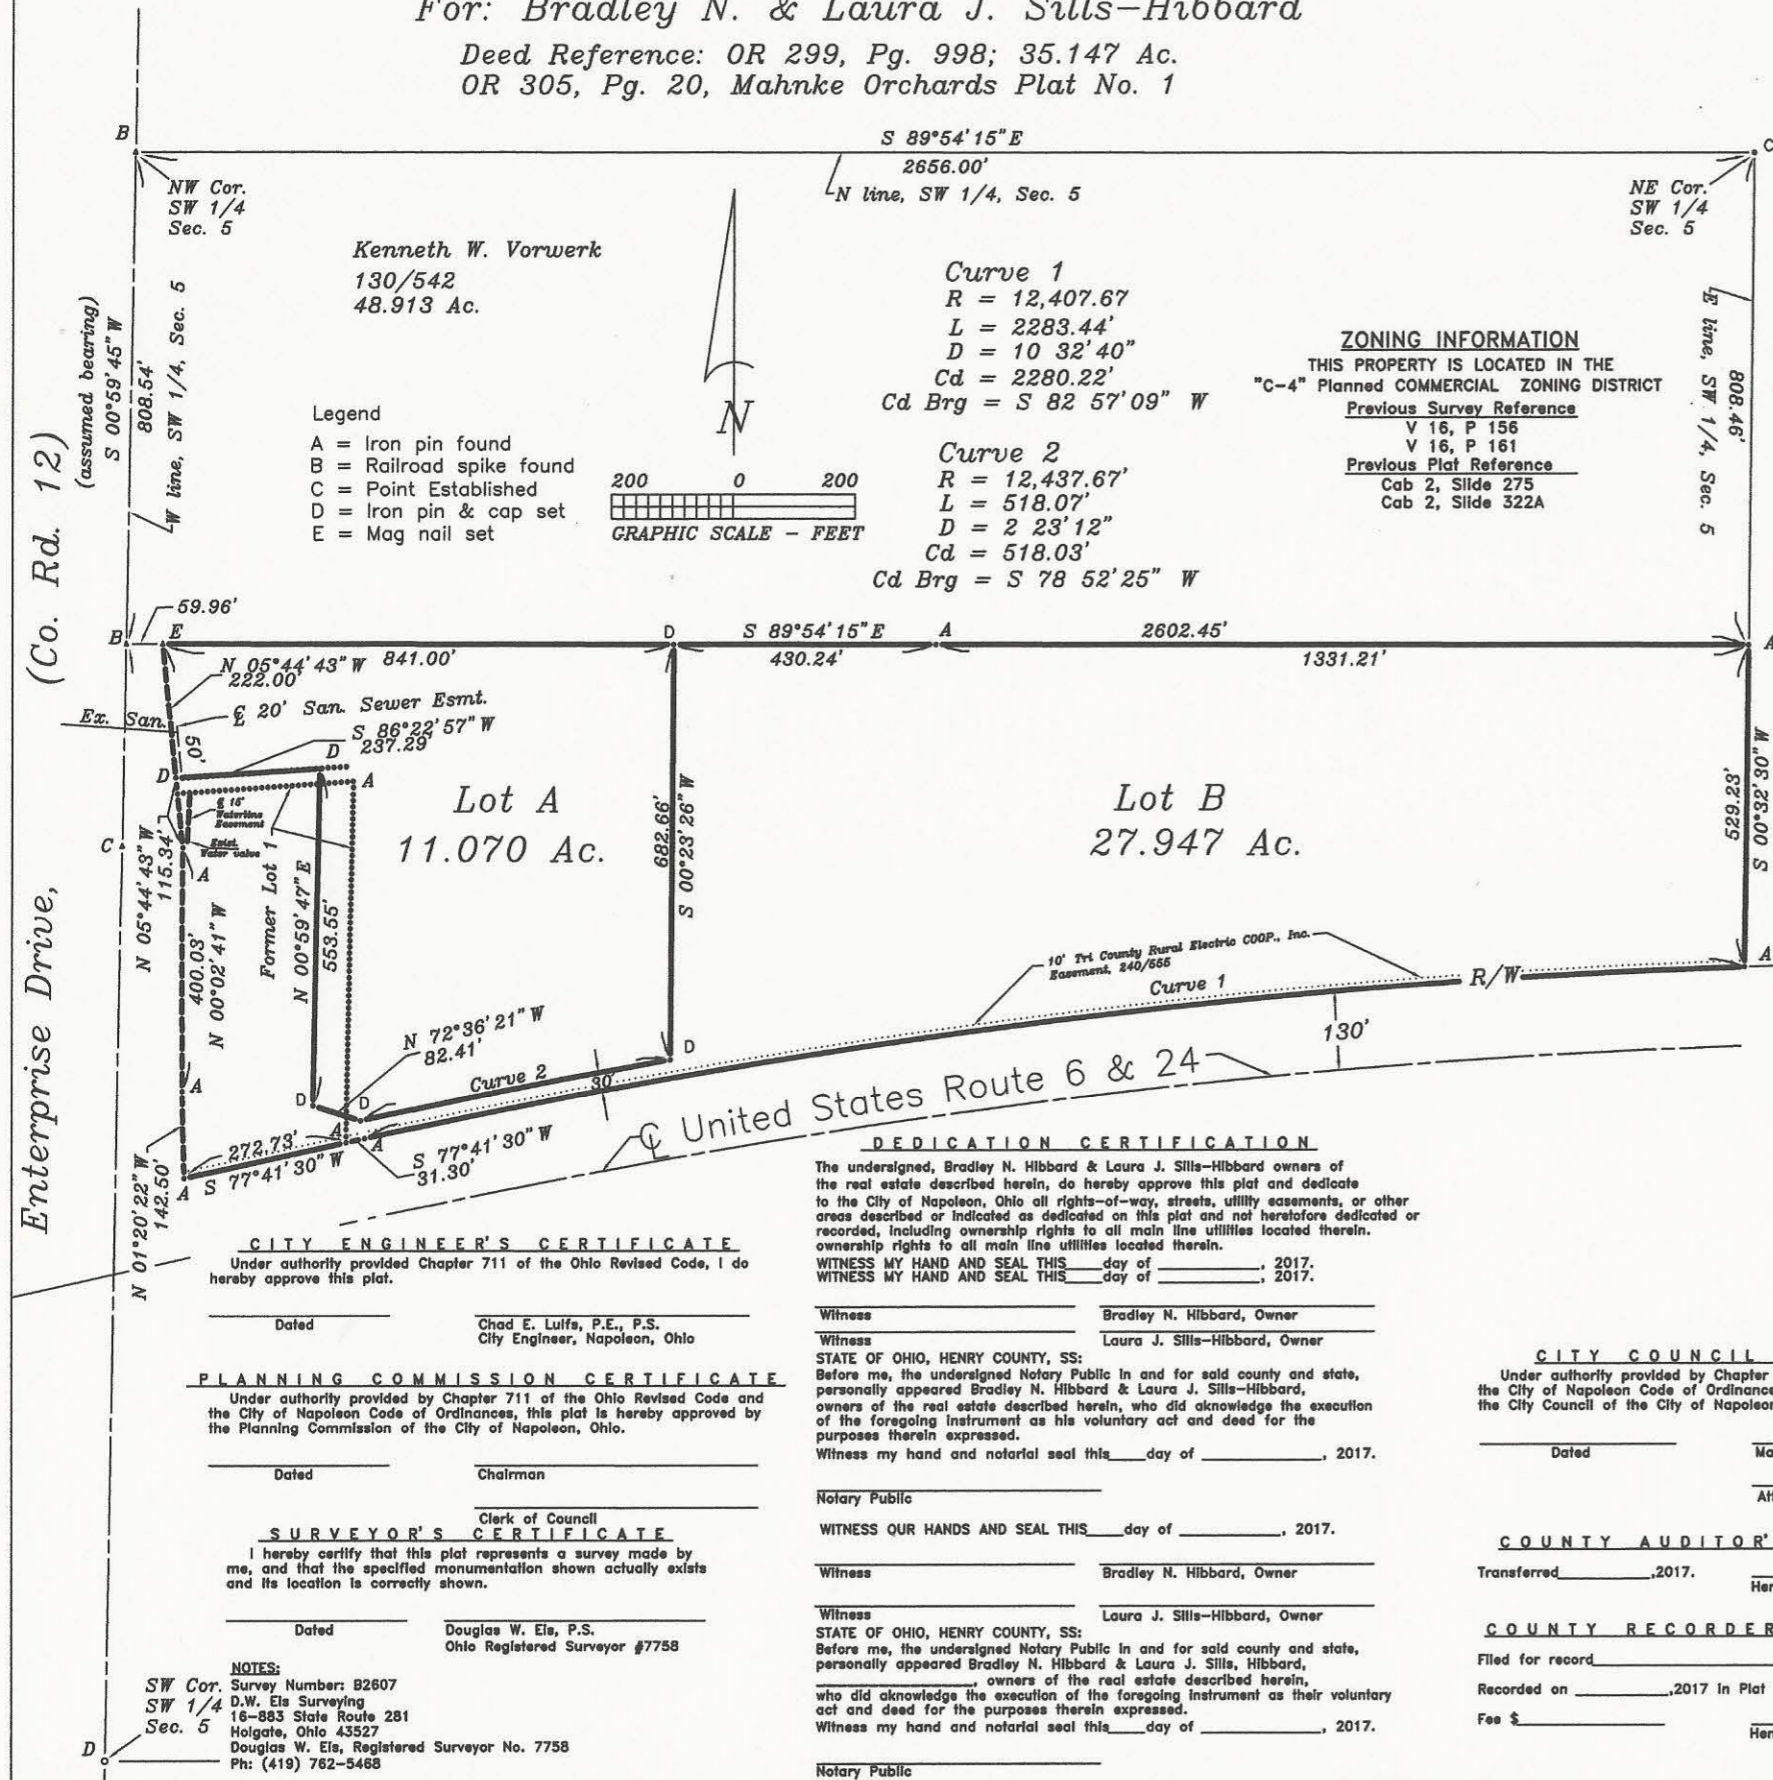 For: Bradley N. & Laura J. Sills-Hibbard
Deed Reference: OR 299, Pg. 998; 35.147 Ac.
OR 305, Pg. 20, Mahnke Orchards Plat No. 1
B
S 89°54'15" E
C
2656.00'
N line, SW 1/4, Sec. 5
NW Cor.
SW 1/4
Sec. 5
NE Cor.
SW 1/4
Sec. 5
Kenneth W. Vorwerk
130/542
48.913 Ac.
(assumed bearing)
S 00°59'45" W
808.54'
W line, SW 1/4, Sec. 5
N
Curve 1
R = 12,407.67
L = 2283.44'
D = 10 32'40"
Cd = 2280.22'
Cd Brg = S 82 57'09" W
Curve 2
R = 12,437.67'
L = 518.07'
D = 2 23'12"
Cd = 518.03'
Cd Brg = S 78 52'25" W
ZONING INFORMATION
THIS PROPERTY IS LOCATED IN THE
"C-4" Planned COMMERCIAL ZONING DISTRICT
Previous Survey Reference
V 16, P 156
V 16, P 161
Previous Plat Reference
Cab 2, Slide 275
Cab 2, Slide 322A
E line, SW 1/4, Sec. 5
808.46'
Legend
A = Iron pin found
B = Railroad spike found
C = Point Established
D = Iron pin & cap set
E = Mag nail set
200 0 200
GRAPHIC SCALE - FEET
Enterprise Drive, (Co. Rd. 12)
59.96'
B
E
D
S 89°54'15" E
A
2602.45'
A
841.00'
430.24'
1331.21'
N 05°44'43" W
222.00'
℄ 20' San. Sewer Esmt.
Ex. San.
50'
S 86°22'57" W
237.29'
D
D
A
℄ 15'
Waterline
Easement
Exist.
Water valve
C
A
N 05°44'43" W
115.34'
400.03'
N 00°02'41" W
Former Lot 1
N 00°59'47" E
553.55'
Lot A
11.070 Ac.
682.66'
S 00°23'26" W
Lot B
27.947 Ac.
529.23'
S 00°32'30" W
10' Tri County Rural Electric COOP., Inc.
Easement, 240/555
Curve 1
R/W
A
130'
N 72°36'21" W
82.41'
D
Curve 2
30'
A
D
D
A
A
272.73'
S 77°41'30" W
A
S 77°41'30" W
31.30'
N 01°20'22" W
142.50'
℄ United States Route 6 & 24
CITY ENGINEER'S CERTIFICATE
Under authority provided Chapter 711 of the Ohio Revised Code, I do
hereby approve this plat.
Dated
Chad E. Lulfs, P.E., P.S.
City Engineer, Napoleon, Ohio
PLANNING COMMISSION CERTIFICATE
Under authority provided by Chapter 711 of the Ohio Revised Code and
the City of Napoleon Code of Ordinances, this plat is hereby approved by
the Planning Commission of the City of Napoleon, Ohio.
Dated
Chairman
Clerk of Council
SURVEYOR'S CERTIFICATE
I hereby certify that this plat represents a survey made by
me, and that the specified monumentation shown actually exists
and its location is correctly shown.
Dated
Douglas W. Eis, P.S.
Ohio Registered Surveyor #7758
SW Cor.
SW 1/4
Sec. 5
D
NOTES:
Survey Number: B2607
D.W. Eis Surveying
16-883 State Route 281
Holgate, Ohio 43527
Douglas W. Eis, Registered Surveyor No. 7758
Ph: (419) 762-5468
DEDICATION CERTIFICATION
The undersigned, Bradley N. Hibbard & Laura J. Sills-Hibbard owners of
the real estate described herein, do hereby approve this plat and dedicate
to the City of Napoleon, Ohio all rights-of-way, streets, utility easements, or other
areas described or indicated as dedicated on this plat and not heretofore dedicated or
recorded, including ownership rights to all main line utilities located therein.
ownership rights to all main line utilities located therein.
WITNESS MY HAND AND SEAL THIS____day of __________, 2017.
WITNESS MY HAND AND SEAL THIS____day of __________, 2017.
Witness
Bradley N. Hibbard, Owner
Witness
Laura J. Sills-Hibbard, Owner
STATE OF OHIO, HENRY COUNTY, SS:
Before me, the undersigned Notary Public in and for said county and state,
personally appeared Bradley N. Hibbard & Laura J. Sills-Hibbard,
owners of the real estate described herein, who did aknowledge the execution
of the foregoing instrument as his voluntary act and deed for the
purposes therein expressed.
Witness my hand and notarial seal this____day of ____________, 2017.
Notary Public
WITNESS OUR HANDS AND SEAL THIS____day of __________, 2017.
Witness
Bradley N. Hibbard, Owner
Witness
Laura J. Sills-Hibbard, Owner
STATE OF OHIO, HENRY COUNTY, SS:
Before me, the undersigned Notary Public in and for said county and state,
personally appeared Bradley N. Hibbard & Laura J. Sills, Hibbard,
________________, owners of the real estate described herein,
who did aknowledge the execution of the foregoing instrument as their voluntary
act and deed for the purposes therein expressed.
Witness my hand and notarial seal this____day of ____________, 2017.
Notary Public
CITY COUNCIL
Under authority provided by Chapter
the City of Napoleon Code of Ordinance
the City Council of the City of Napoleon
Dated
Ma
Att
COUNTY AUDITOR'
Transferred__________,2017.
Hen
COUNTY RECORDER
Filed for record
Recorded on __________,2017 in Plat
Fee $
Hen